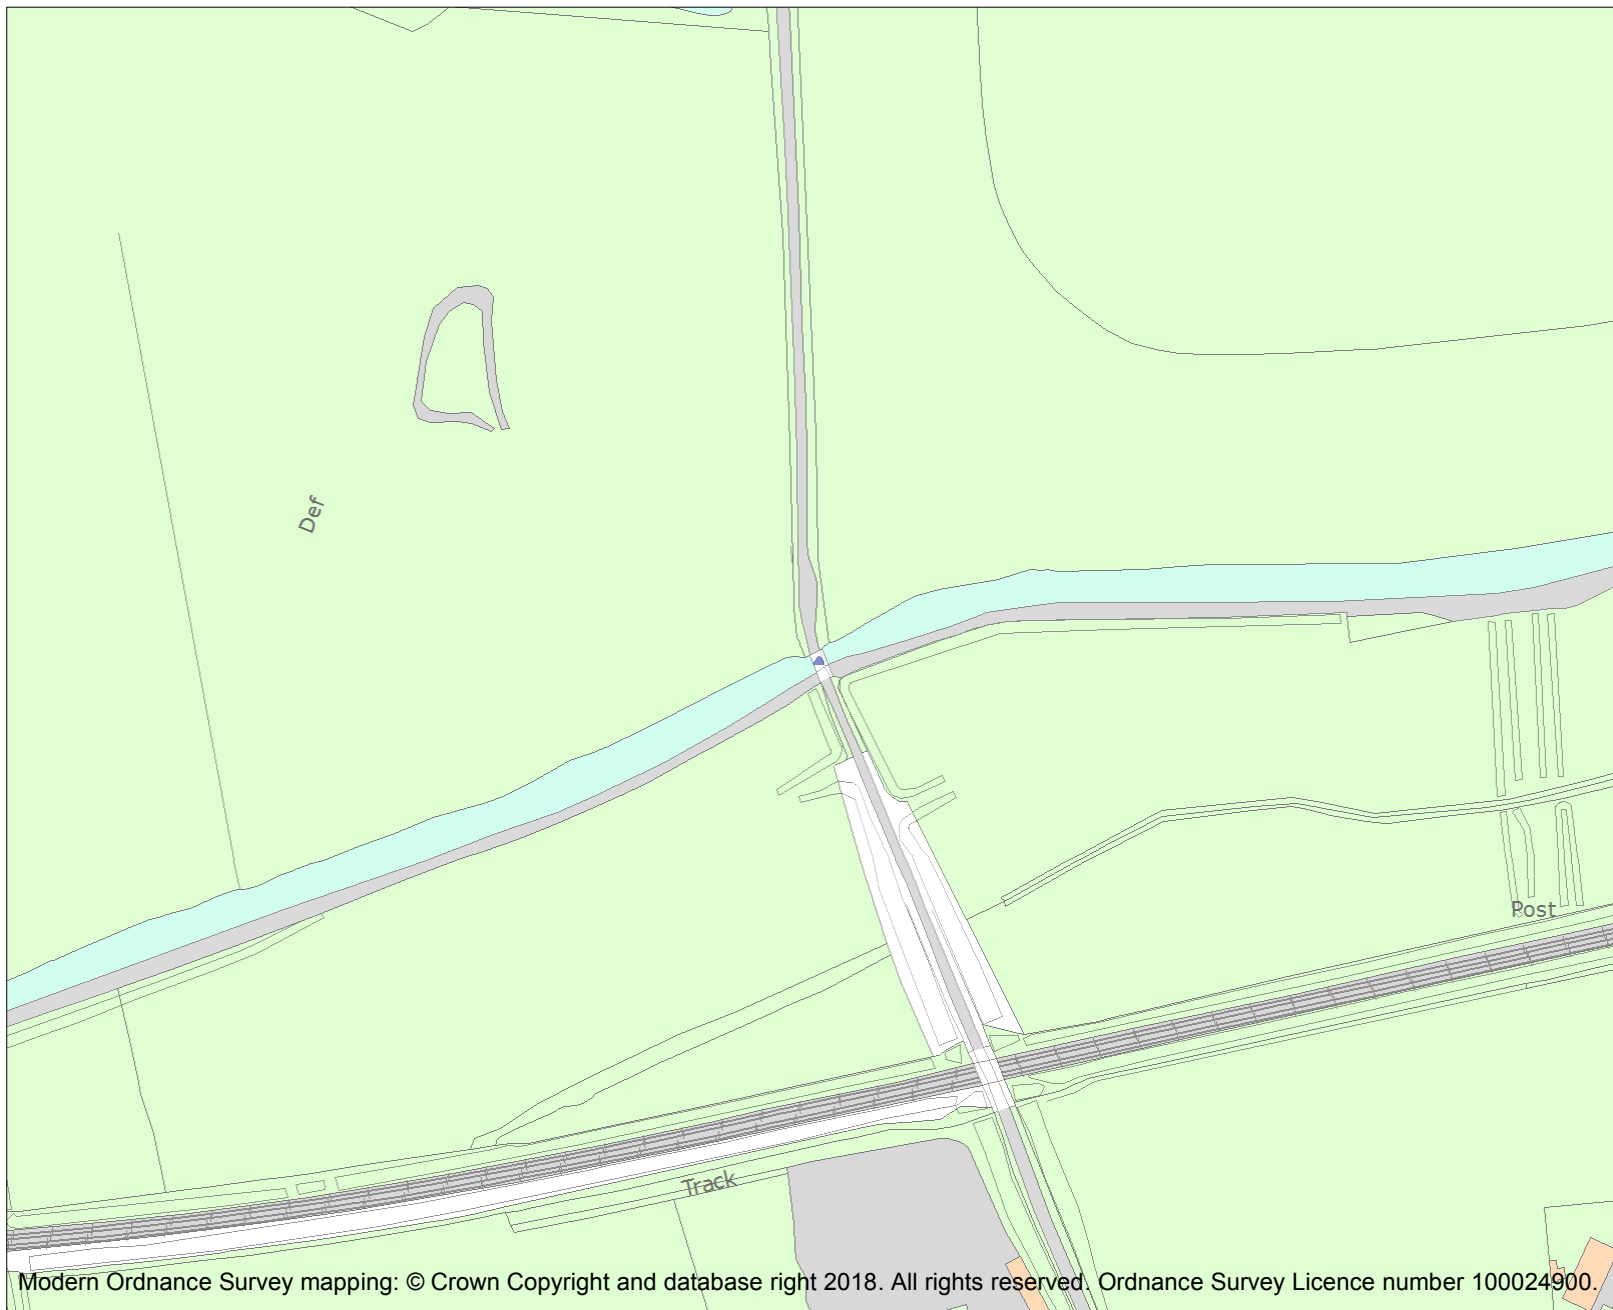 Def
Post
Track
Modern Ordnance Survey mapping: © Crown Copyright and database right 2018. All rights reserved. Ordnance Survey Licence number 100024900.